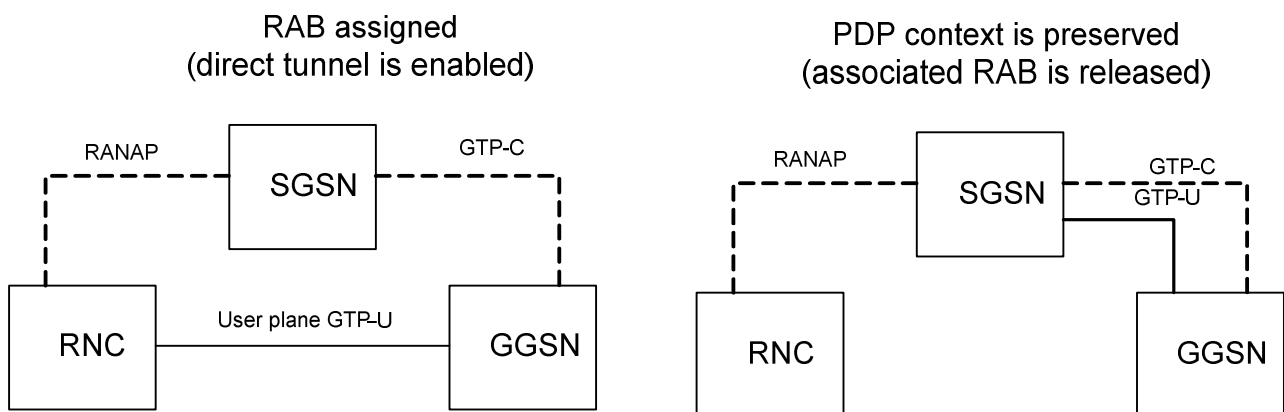 RAB assigned
(direct tunnel is enabled)
RANAP
GTP-C
SGSN
User plane GTP-U
RNC
GGSN
PDP context is preserved
(associated RAB is released)
RANAP
GTP-C
GTP-U
SGSN
RNC
GGSN